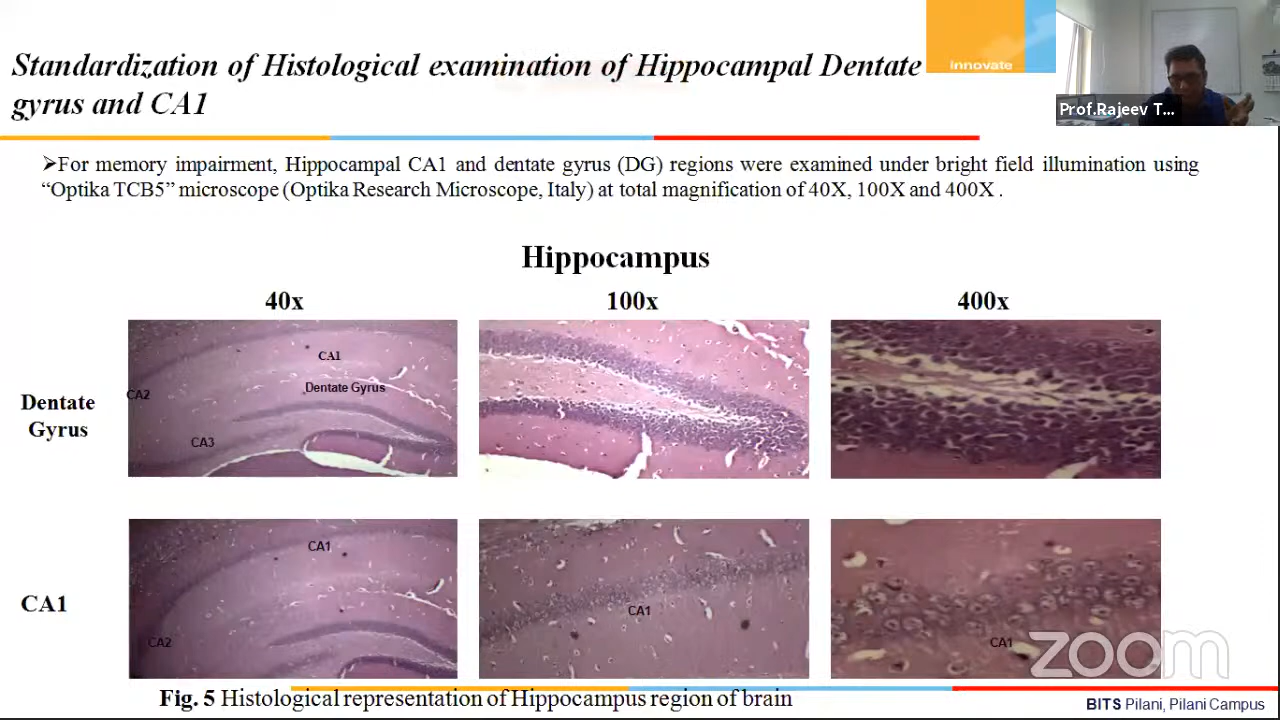 Standardization of Histological examination of Hippocampal Dentate
gyrus and CA1
innovate
Prof.Rajeev T...
➢For memory impairment, Hippocampal CA1 and dentate gyrus (DG) regions were examined under bright field illumination using
“Optika TCB5” microscope (Optika Research Microscope, Italy) at total magnification of 40X, 100X and 400X .
Hippocampus
40x
100x
400x
Dentate
Gyrus
CA1
Dentate Gyrus
CA2
CA3
CA1
CA1
CA2
CA1
CA1
zoom
Fig. 5 Histological representation of Hippocampus region of brain
BITS Pilani, Pilani Campus